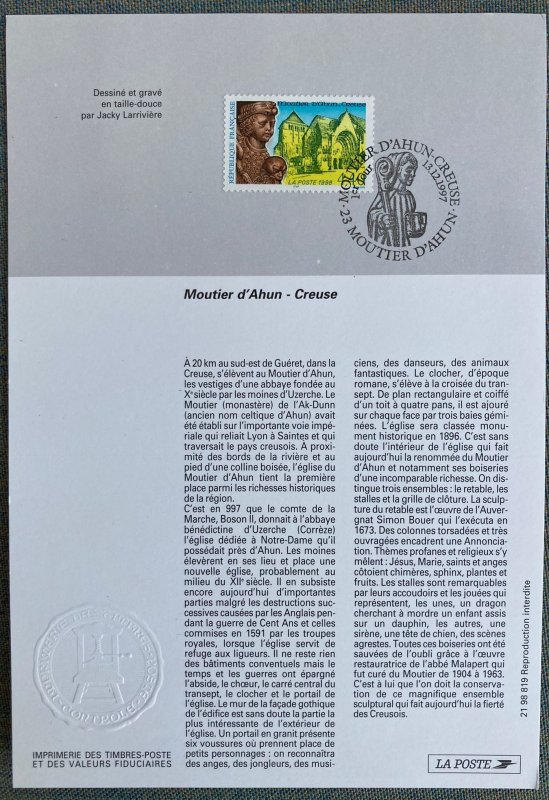 Dessiné et gravé
en taille-douce
par Jacky Larrivière
Moutier d'Ahun-Creuse
RÉPUBLIQUE FRANÇAISE
LA POSTE 1998
MOUTIER D'AHUN-CREUSE
1er Jour
13.12.1997
23 MOUTIER D'AHUN
Moutier d'Ahun - Creuse
À 20 km au sud-est de Guéret, dans la
Creuse, s'élèvent au Moutier d'Ahun,
les vestiges d'une abbaye fondée au
Xe siècle par les moines d'Uzerche. Le
Moutier (monastère) de l'Ak-Dunn
(ancien nom celtique d'Ahun) avait
été établi sur l'importante voie impé-
riale qui reliait Lyon à Saintes et qui
traversait le pays creusois. À proxi-
mité des bords de la rivière et au
pied d'une colline boisée, l'église du
Moutier d'Ahun tient la première
place parmi les richesses historiques
de la région.
C'est en 997 que le comte de la
Marche, Boson II, donnait à l'abbaye
bénédictine d'Uzerche (Corrèze)
l'église dédiée à Notre-Dame qu'il
possédait près d'Ahun. Les moines
élevèrent en ses lieu et place une
nouvelle église, probablement au
milieu du XIIe siècle. Il en subsiste
encore aujourd'hui d'importantes
parties malgré les destructions suc-
cessives causées par les Anglais pen-
dant la guerre de Cent Ans et celles
commises en 1591 par les troupes
royales, lorsque l'église servit de
refuge aux ligueurs. Il ne reste rien
des bâtiments conventuels mais le
temps et les guerres ont épargné
l'abside, le chœur, le carré central du
transept, le clocher et le portail de
l'église. Le mur de la façade gothique
de l'édifice est sans doute la partie la
plus intéressante de l'extérieur de
l'église. Un portail en granit présente
six voussures où prennent place de
petits personnages : on reconnaîtra
des anges, des jongleurs, des musi-
ciens, des danseurs, des animaux
fantastiques. Le clocher, d'époque
romane, s'élève à la croisée du tran-
sept. De plan rectangulaire et coiffé
d'un toit à quatre pans, il est ajouré
sur chaque face par trois baies gémi-
nées. L'église sera classée monu-
ment historique en 1896. C'est sans
doute l'intérieur de l'église qui fait
aujourd'hui la renommée du Moutier
d'Ahun et notamment ses boiseries
d'une incomparable richesse. On dis-
tingue trois ensembles : le retable, les
stalles et la grille de clôture. La sculp-
ture du retable est l'œuvre de l'Auver-
gnat Simon Bouer qui l'exécuta en
1673. Des colonnes torsadées et très
ouvragées encadrent une Annoncia-
tion. Thèmes profanes et religieux s'y
mêlent : Jésus, Marie, saints et anges
côtoient chimères, sphinx, plantes et
fruits. Les stalles sont remarquables
par leurs accoudoirs et les jouées qui
représentent, les unes, un dragon
cherchant à mordre un enfant assis
sur un dauphin, les autres, une
sirène, une tête de chien, des scènes
agrestes. Toutes ces boiseries ont été
sauvées de l'oubli grâce à l'œuvre
restauratrice de l'abbé Malapert qui
fut curé du Moutier de 1904 à 1963.
C'est à lui que l'on doit la conserva-
tion de ce magnifique ensemble
sculptural qui fait aujourd'hui la fierté
des Creusois.
21 98 819 Reproduction interdite
IMPRIMERIE DES TIMBRES-POSTE
ET DES VALEURS FIDUCIAIRES
LA POSTE